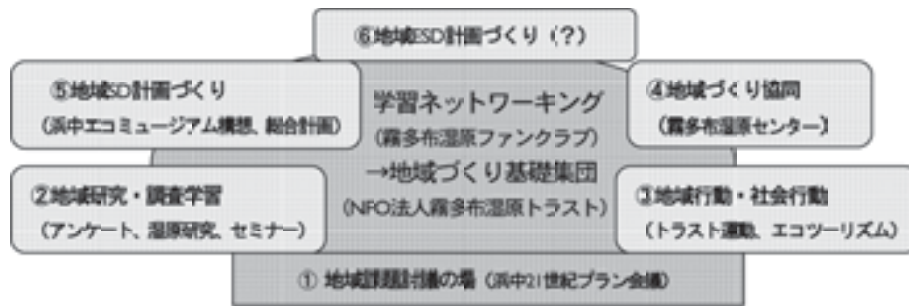 ⑥地域ESD計画づくり（？）
⑤地域SD計画づくり
（浜中エコミュージアム構想、総合計画）
学習ネットワーキング
（霧多布湿原ファンクラブ）
→地域づくり基礎集団
（NFO法人霧多布湿原トラスト）
④地域づくり協同
（霧多布湿原センター）
②地域研究・調査学習
（アンケート、湿原研究、セミナー）
③地域行動・社会行動
（トラスト運動、エコツーリズム）
① 地域課題討議の場（浜中21世紀プラン会議）